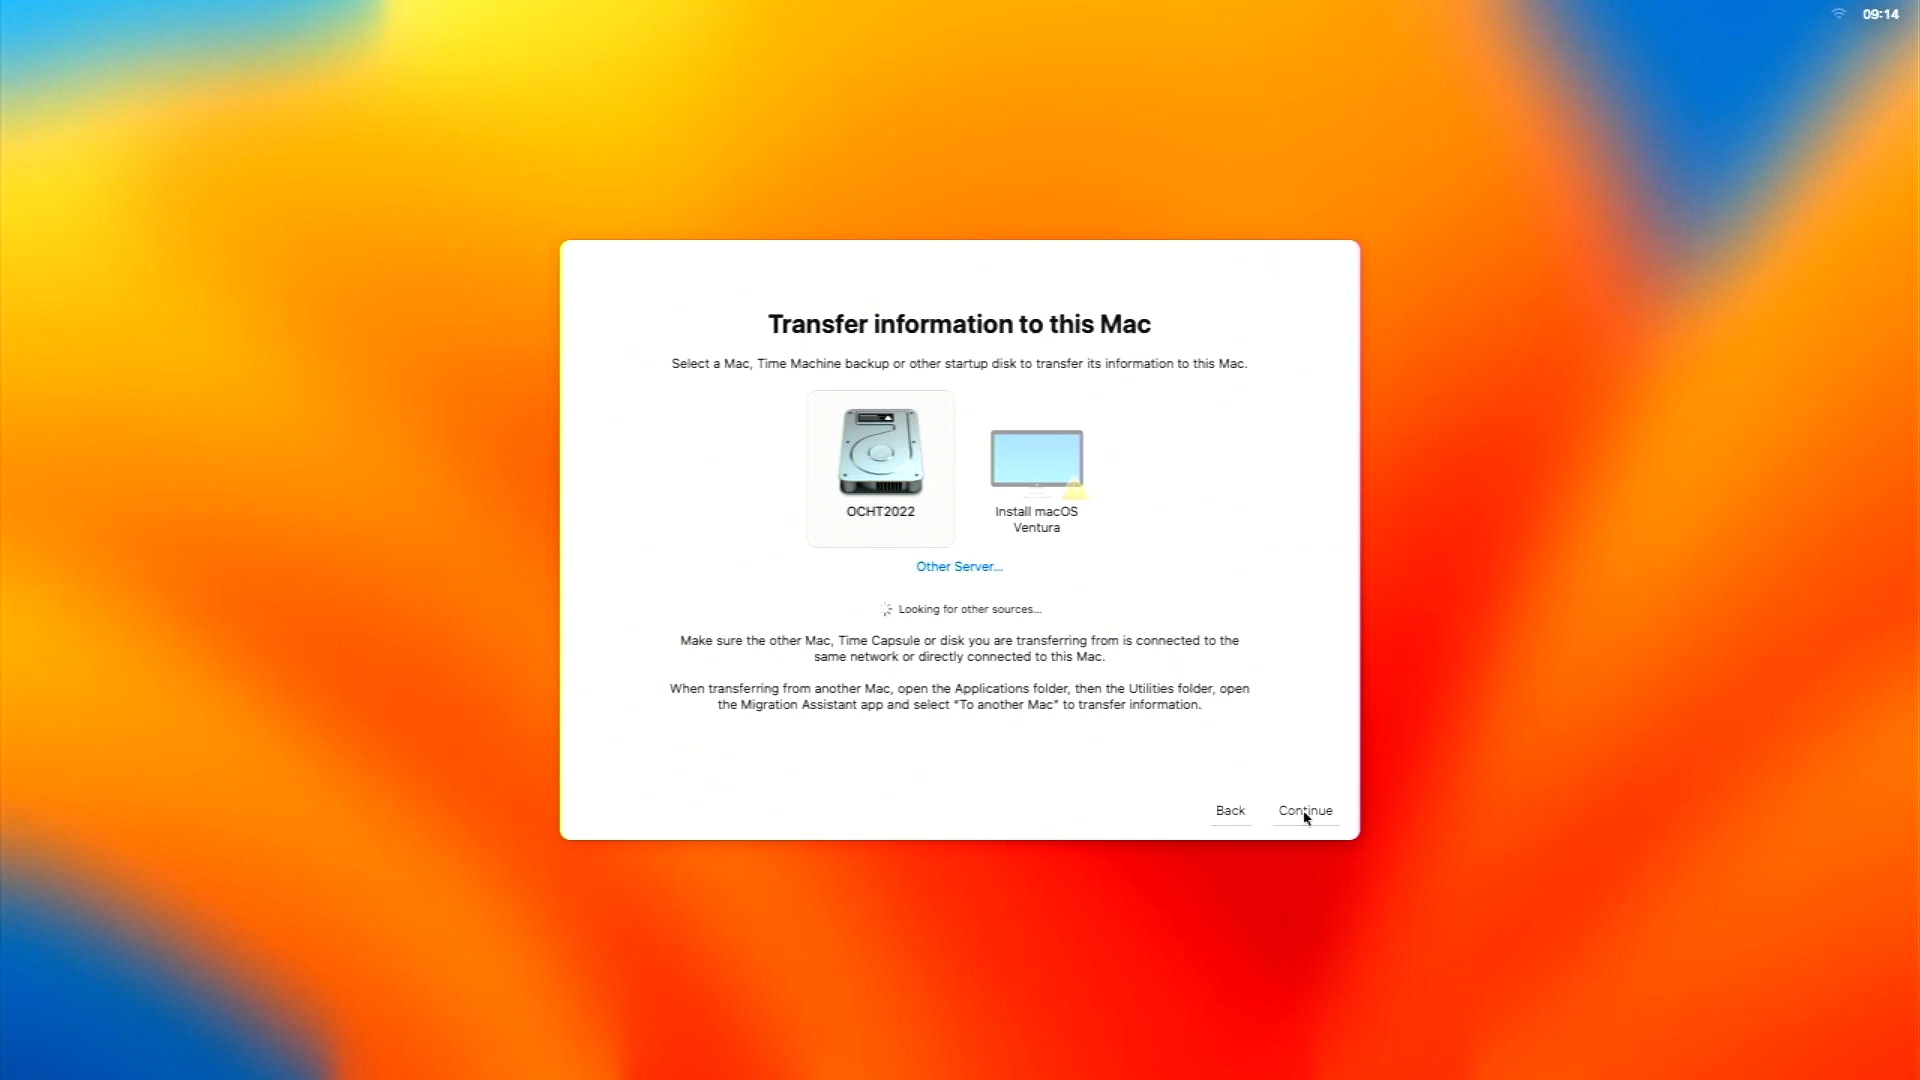 09:14
Transfer information to this Mac
Select a Mac, Time Machine backup or other startup disk to transfer its information to this Mac.
OCHT2022
Install macOS
Ventura
Other Server...
Looking for other sources...
Make sure the other Mac, Time Capsule or disk you are transferring from is connected to the
same network or directly connected to this Mac.
When transferring from another Mac, open the Applications folder, then the Utilities folder, open
the Migration Assistant app and select “To another Mac” to transfer information.
Back
Continue